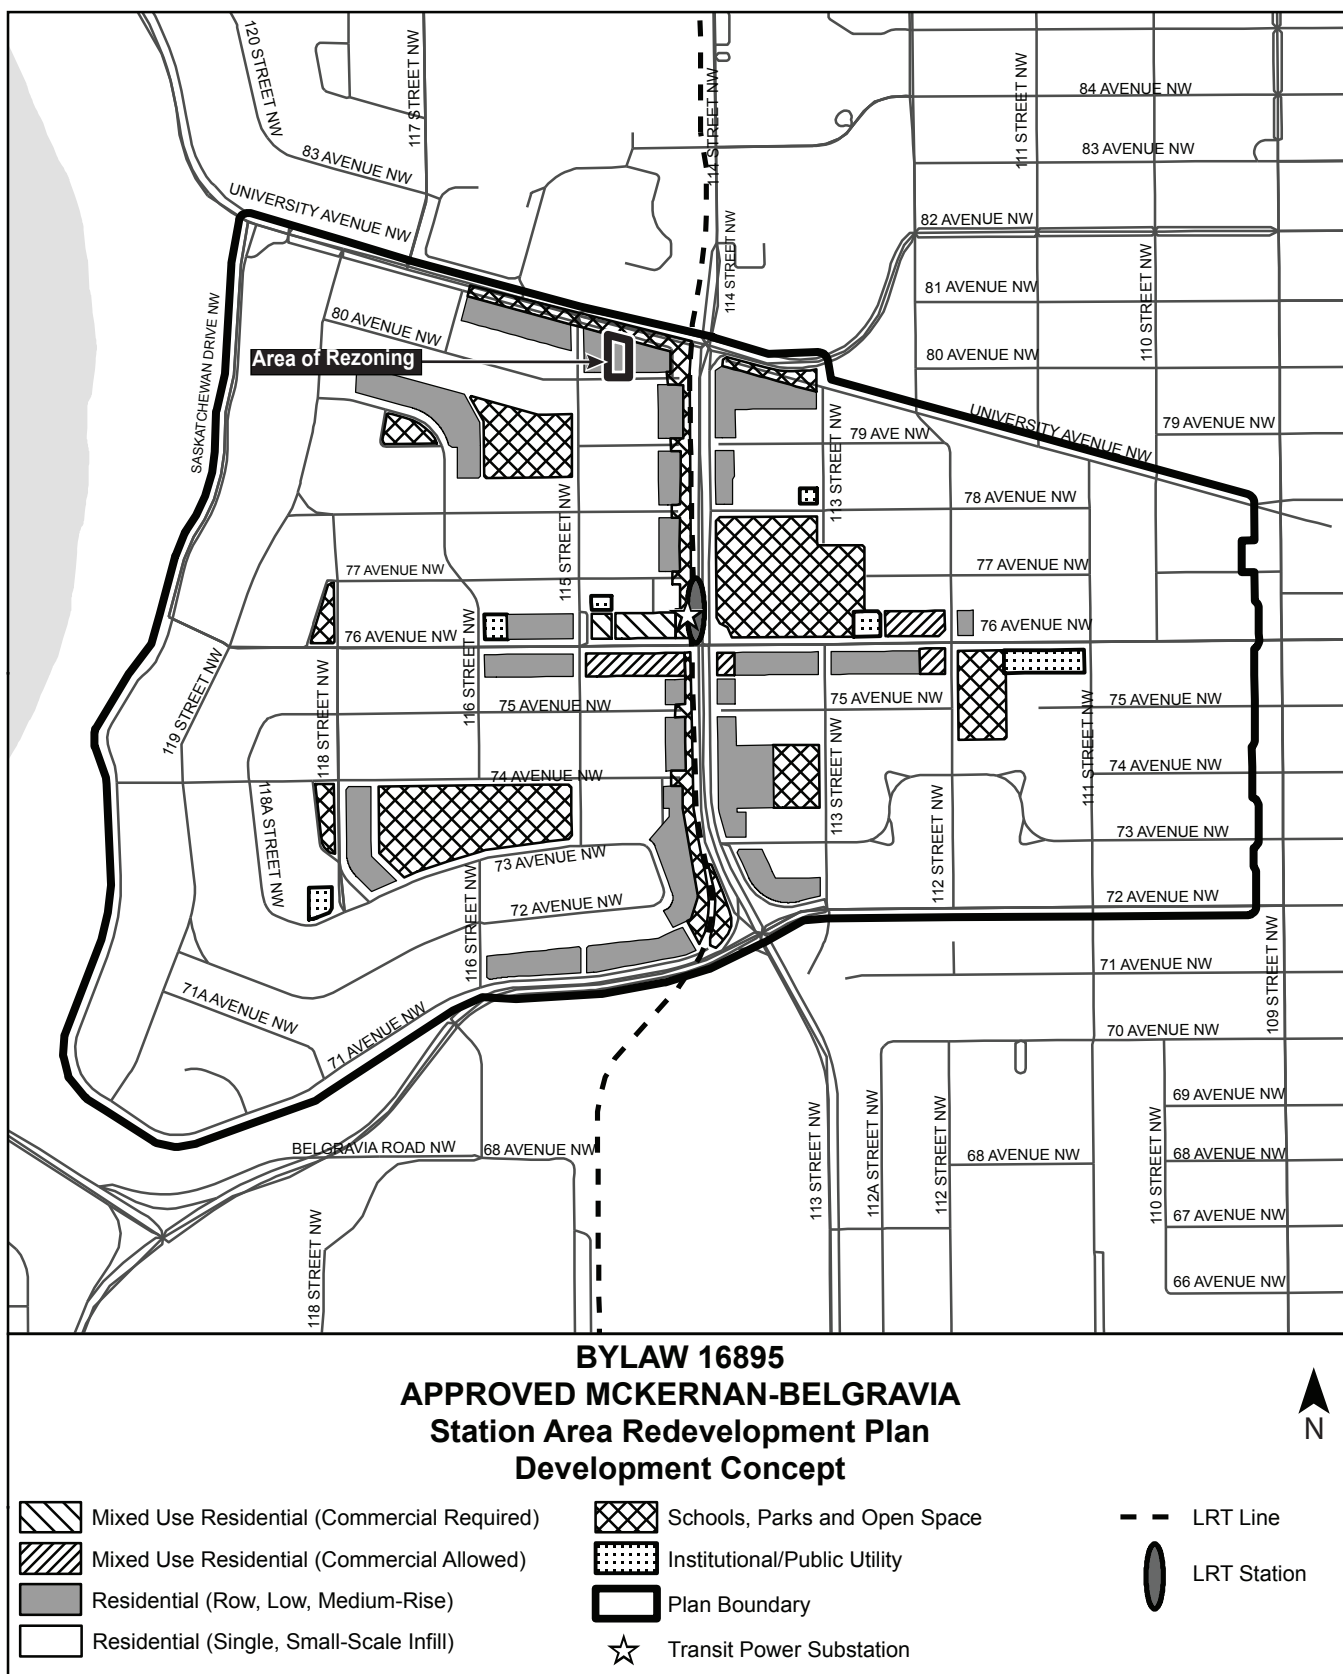 120 STREET NW
117 STREET NW
114 STREET NW
111 STREET NW
84 AVENUE NW
83 AVENUE NW
83 AVENUE NW
UNIVERSITY AVENUE NW
82 AVENUE NW
114 STREET NW
110 STREET NW
81 AVENUE NW
SASKATCHEWAN DRIVE NW
80 AVENUE NW
80 AVENUE NW
Area of Rezoning
UNIVERSITY AVENUE NW
79 AVENUE NW
79 AVE NW
113 STREET NW
78 AVENUE NW
115 STREET NW
77 AVENUE NW
77 AVENUE NW
76 AVENUE NW
76 AVENUE NW
119 STREET NW
118 STREET NW
116 STREET NW
75 AVENUE NW
75 AVENUE NW
75 AVENUE NW
111 STREET NW
74 AVENUE NW
74 AVENUE NW
118A STREET NW
113 STREET NW
112 STREET NW
73 AVENUE NW
73 AVENUE NW
72 AVENUE NW
72 AVENUE NW
116 STREET NW
71A AVENUE NW
71 AVENUE NW
71 AVENUE NW
109 STREET NW
70 AVENUE NW
69 AVENUE NW
BELGRAVIA ROAD NW
68 AVENUE NW
68 AVENUE NW
68 AVENUE NW
113 STREET NW
112A STREET NW
112 STREET NW
110 STREET NW
67 AVENUE NW
118 STREET NW
66 AVENUE NW
BYLAW 16895
APPROVED MCKERNAN-BELGRAVIA
Station Area Redevelopment Plan
Development Concept
N
Mixed Use Residential (Commercial Required)
Mixed Use Residential (Commercial Allowed)
Residential (Row, Low, Medium-Rise)
Residential (Single, Small-Scale Infill)
Schools, Parks and Open Space
Institutional/Public Utility
Plan Boundary
Transit Power Substation
LRT Line
LRT Station